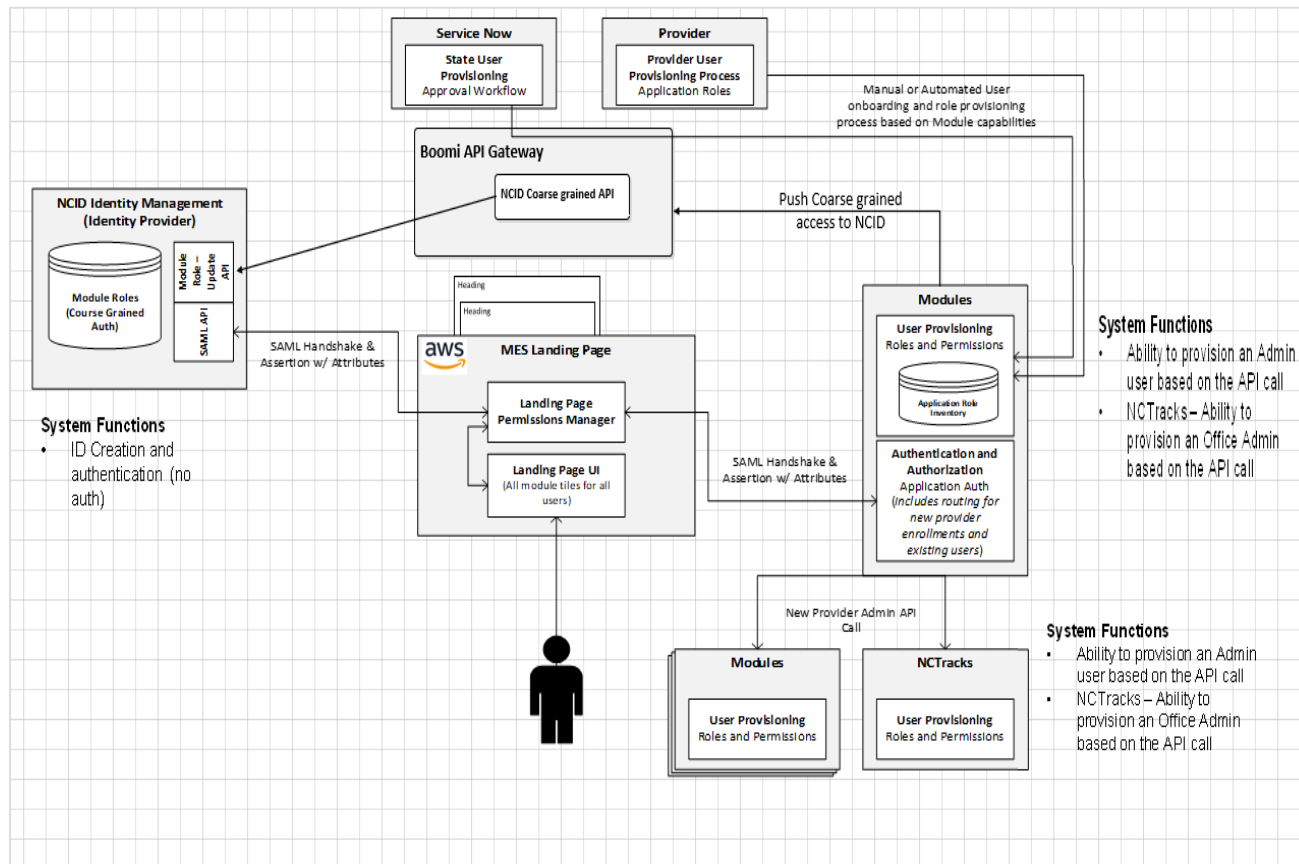 Service Now
State User
Provisioning
Approval Workflow
Provider
Provider User
Provisioning Process
Application Roles
Manual or Automated User
onboarding and role provisioning
process based on Module capabilities
Boomi API Gateway
NCID Coarse grained API
Push Coarse grained
access to NCID
NCID Identity Management
(Identity Provider)
Module Roles
(Course Grained
Auth)
Module
Role –
Update
API
SAML API
SAML Handshake &
Assertion w/ Attributes
System Functions
• ID Creation and
authentication (no
auth)
Heading
Heading
aws
MES Landing Page
Landing Page
Permissions Manager
Landing Page UI
(All module tiles for all
users)
SAML Handshake &
Assertion w/ Attributes
Modules
User Provisioning
Roles and Permissions
Application Role
Inventory
Authentication and
Authorization
Application Auth
(Includes routing for
new provider
enrollments and
existing users)
System Functions
• Ability to provision an Admin
user based on the API call
• NCTracks – Ability to
provision an Office Admin
based on the API call
New Provider Admin API
Call
Modules
User Provisioning
Roles and Permissions
NCTracks
User Provisioning
Roles and Permissions
System Functions
• Ability to provision an Admin
user based on the API call
• NCTracks – Ability to
provision an Office Admin
based on the API call